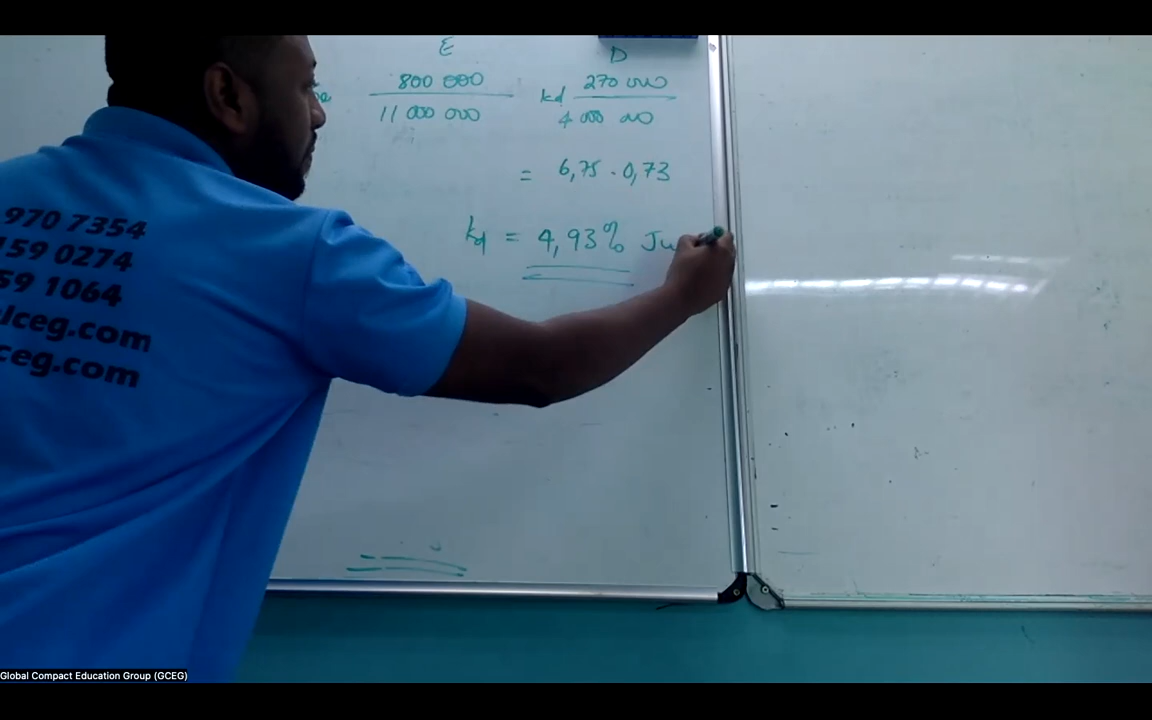 E D
800 000 270 000
11 000 000 kd 4 000 000
= 6,75 . 0,73
kd = 4,93% Ju
970 7354
159 0274
59 1064
lceg.com
ceg.com
Global Compact Education Group (GCEG)